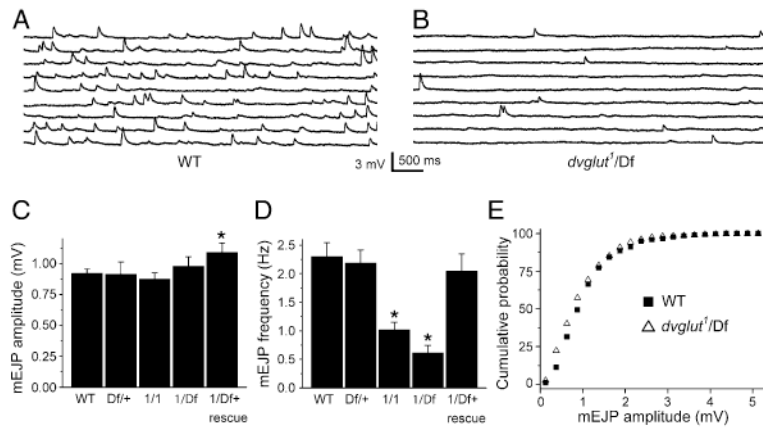 A
B
WT
3 mV
500 ms
dvglut¹/Df
C
mEJP amplitude (mV)
1.00
0.75
0.50
0.25
0.00
*
WT Df/+ 1/1 1/Df 1/Df+
rescue
D
mEJP frequency (Hz)
2.5
2.0
1.5
1.0
0.5
0.0
* *
WT Df/+ 1/1 1/Df 1/Df+
rescue
E
Cumulative probability
100
75
50
25
0
WT
dvglut¹/Df
0 1 2 3 4 5
mEJP amplitude (mV)